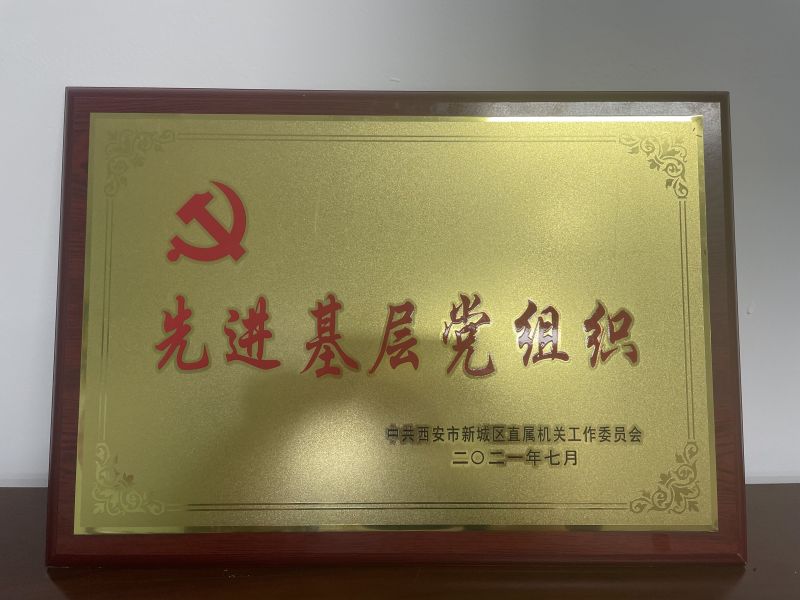 先进基层党组织
中共西安市新城区直属机关工作委员会
二〇二一年七月